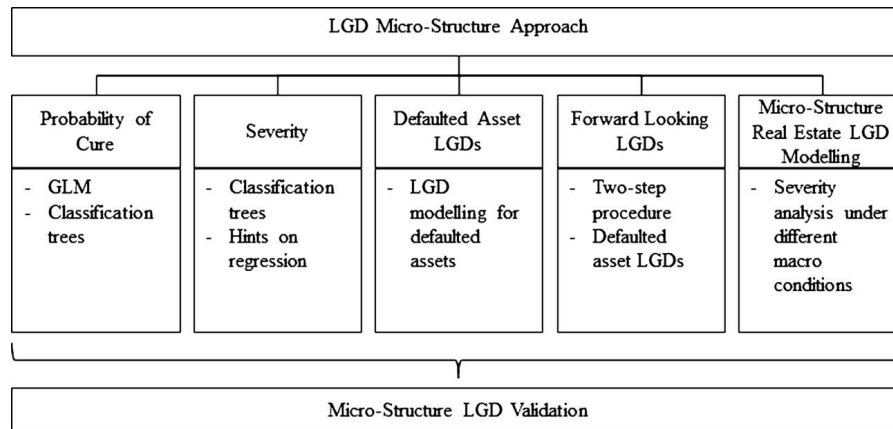 LGD Micro-Structure Approach
Probability of
Cure
- GLM
- Classification
trees
Severity
- Classification
trees
- Hints on
regression
Defaulted Asset
LGDs
- LGD
modelling for
defaulted
assets
Forward Looking
LGDs
- Two-step
procedure
- Defaulted
asset LGDs
Micro-Structure
Real Estate LGD
Modelling
- Severity
analysis under
different
macro
conditions
Micro-Structure LGD Validation